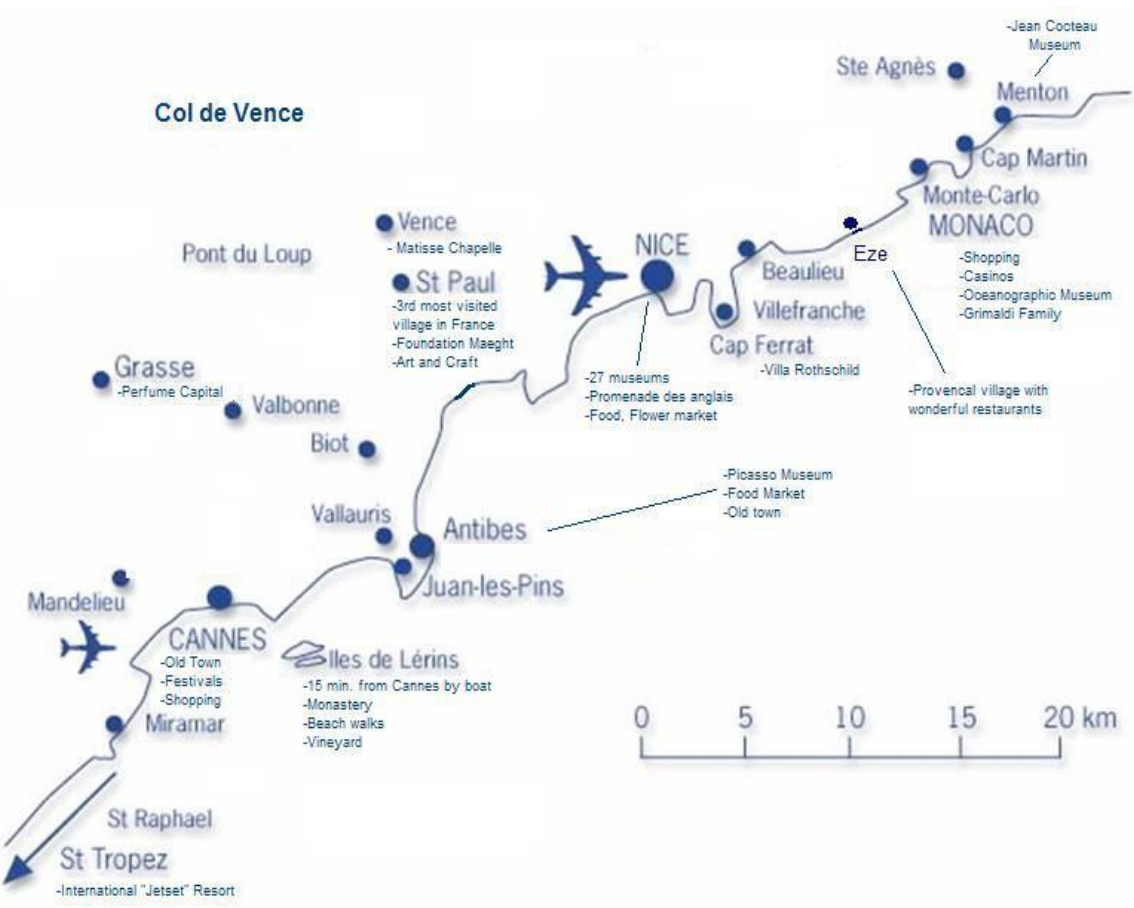 -Jean Cocteau
Museum
Ste Agnès
Menton
Col de Vence
Cap Martin
Monte-Carlo
MONACO
-Shopping
-Casinos
-Oceanographic Museum
-Grimaldi Family
Vence
- Matisse Chapelle
Pont du Loup
NICE
Eze
Beaulieu
St Paul
-3rd most visited
village in France
-Foundation Maeght
-Art and Craft
Villefranche
Cap Ferrat
-Villa Rothschild
Grasse
-Perfume Capital
-27 museums
-Promenade des anglais
-Food, Flower market
-Provencal village with
wonderful restaurants
Valbonne
Biot
-Picasso Museum
-Food Market
-Old town
Vallauris
Antibes
Juan-les-Pins
Mandelieu
CANNES
-Old Town
-Festivals
-Shopping
Iles de Lérins
-15 min. from Cannes by boat
-Monastery
-Beach walks
-Vineyard
Miramar
0 5 10 15 20 km
St Raphael
St Tropez
-International "Jetset" Resort